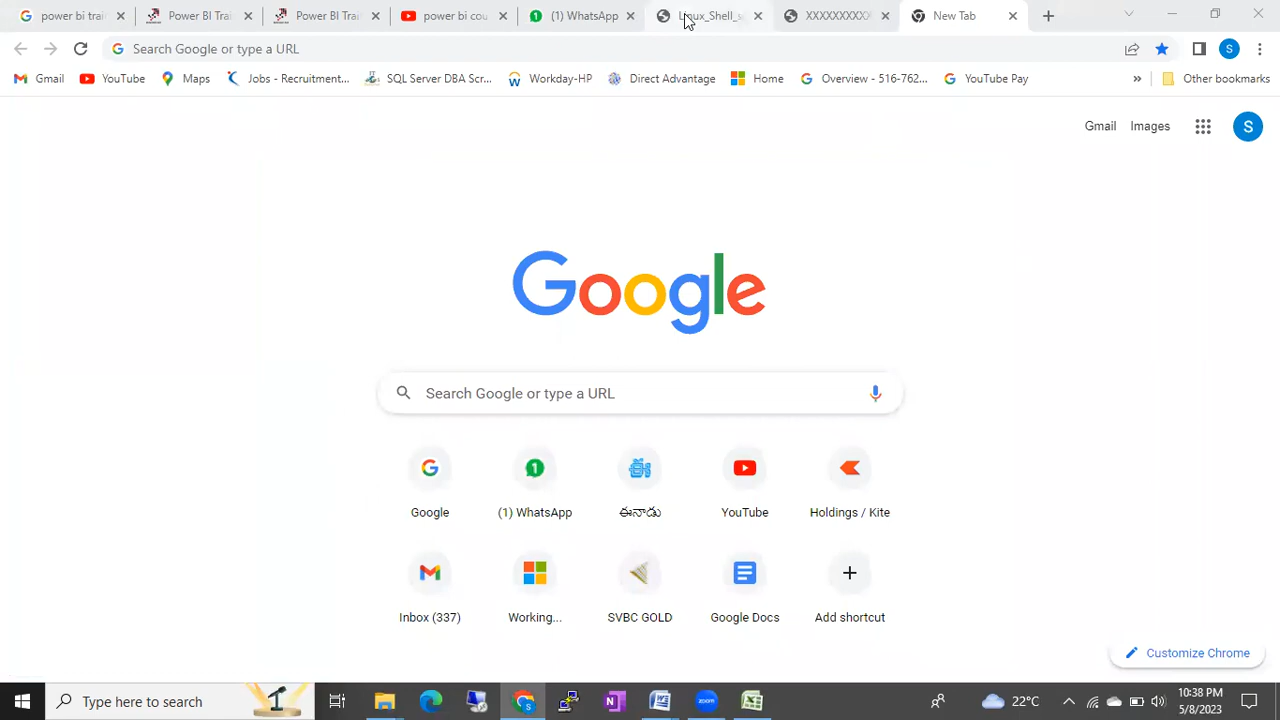 power bi trai
Power BI Trai
Power BI Trai
power bi cou
(1) WhatsApp
Linux_Shell_s
XXXXXXXXXX
New Tab
Search Google or type a URL
S
Gmail
YouTube
Maps
Jobs - Recruitment...
SQL Server DBA Scr...
Workday-HP
Direct Advantage
Home
Overview - 516-762...
YouTube Pay
»
Other bookmarks
Gmail
Images
S
Google
Search Google or type a URL
Google
(1) WhatsApp
ఈనాడు
YouTube
Holdings / Kite
Inbox (337)
Working...
SVBC GOLD
Google Docs
Add shortcut
Customize Chrome
Type here to search
22°C
10:38 PM
5/8/2023